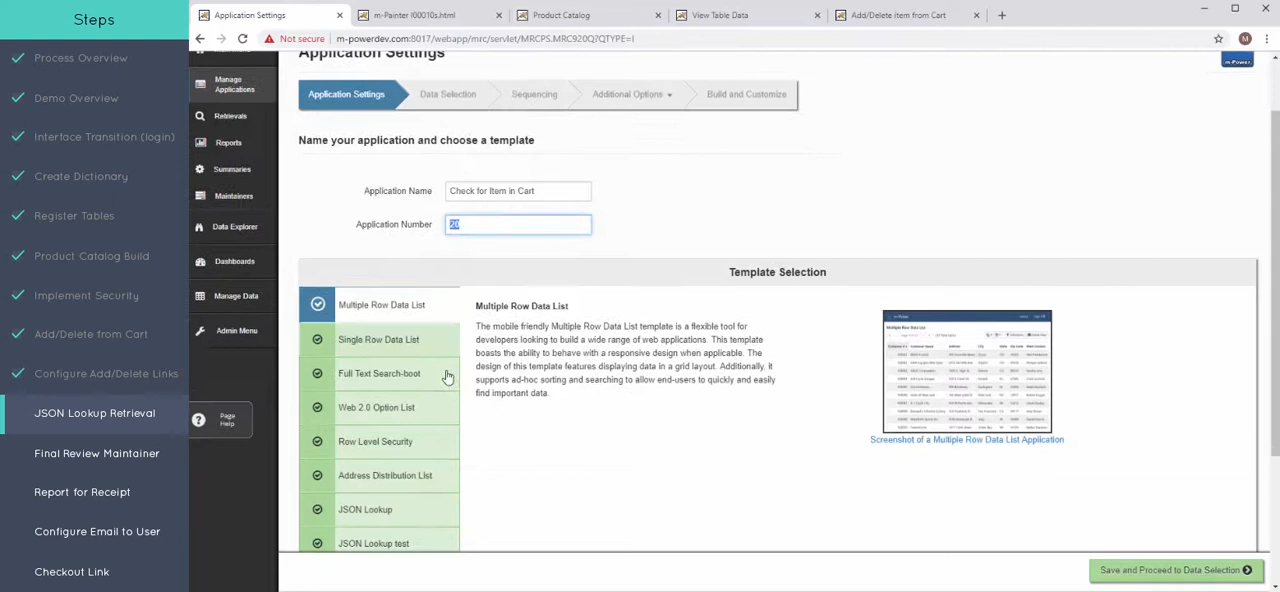 Steps
Process Overview
Demo Overview
Interface Transition (login)
Create Dictionary
Register Tables
Product Catalog Build
Implement Security
Add/Delete from Cart
Configure Add/Delete Links
JSON Lookup Retrieval
Final Review Maintainer
Report for Receipt
Configure Email to User
Checkout Link
Application Settings
m-Painter I00010s.html
Product Catalog
View Table Data
Add/Delete item from Cart
Not secure
m-powerdev.com:8017/webapp/mrc/servlet/MRCPS.MRC920Q?QTYPE=I
M
Manage Applications
Retrievals
Reports
Summaries
Maintainers
Data Explorer
Dashboards
Manage Data
Admin Menu
Page Help
Application Settings
m-Power
Application Settings
Data Selection
Sequencing
Additional Options
Build and Customize
Name your application and choose a template
Application Name
Check for Item in Cart
Application Number
20
Template Selection
Multiple Row Data List
Single Row Data List
Full Text Search-boot
Web 2.0 Option List
Row Level Security
Address Distribution List
JSON Lookup
JSON Lookup test
Multiple Row Data List
The mobile friendly Multiple Row Data List template is a flexible tool for
developers looking to build a wide range of web applications. This template
boasts the ability to behave with a responsive design when applicable. The
design of this template features displaying data in a grid layout. Additionally, it
supports ad-hoc sorting and searching to allow end-users to quickly and easily
find important data.
Multiple Row Data List
Screenshot of a Multiple Row Data List Application
Save and Proceed to Data Selection